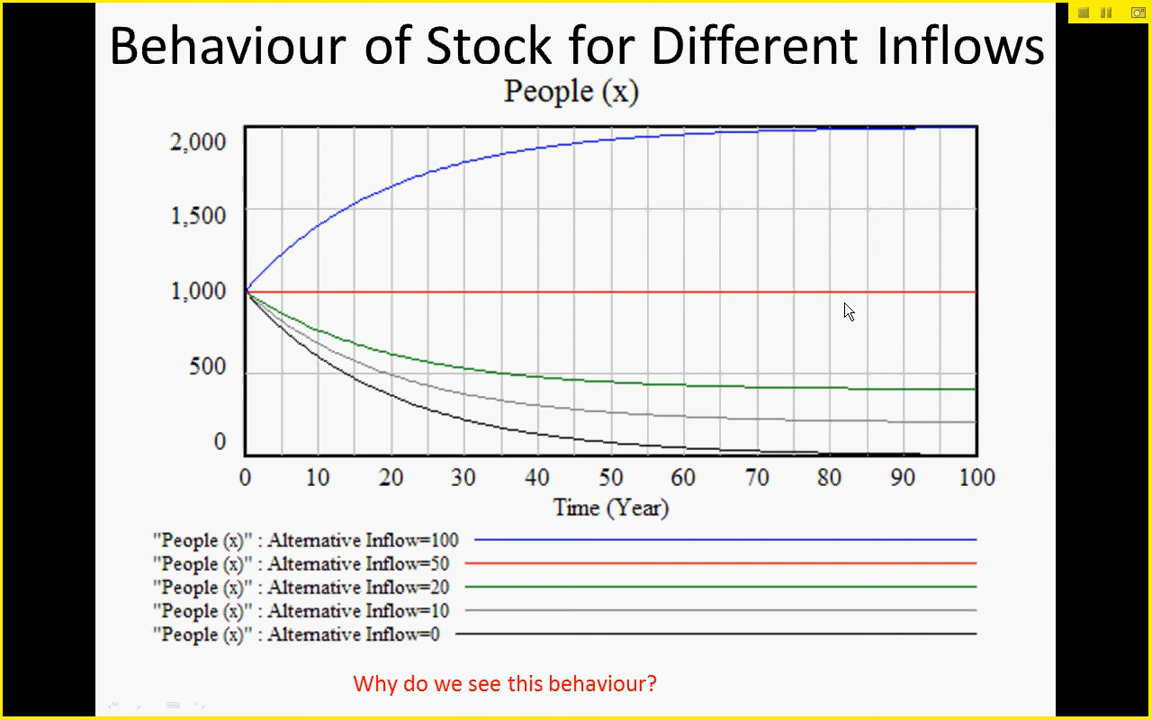 Behaviour of Stock for Different Inflows
People (x)
2,000
1,500
1,000
500
0
0 10 20 30 40 50 60 70 80 90 100
Time (Year)
"People (x)" : Alternative Inflow=100
"People (x)" : Alternative Inflow=50
"People (x)" : Alternative Inflow=20
"People (x)" : Alternative Inflow=10
"People (x)" : Alternative Inflow=0
Why do we see this behaviour?